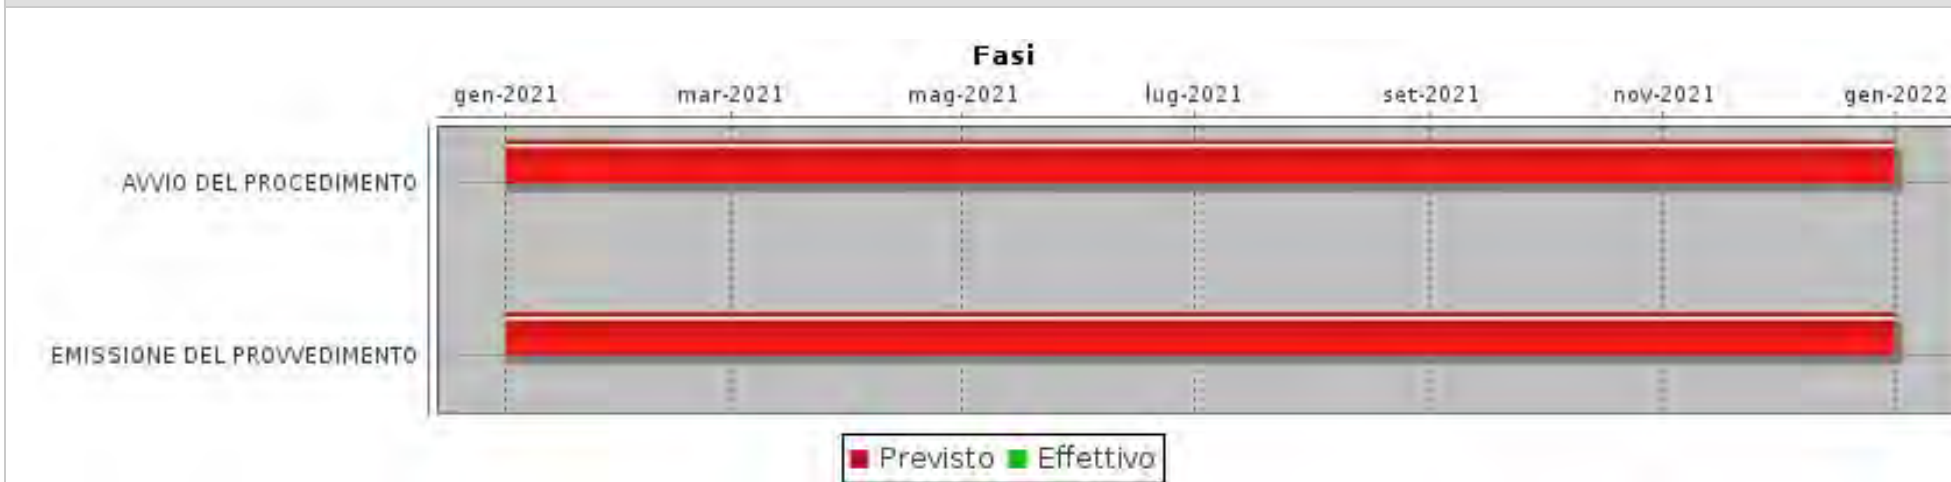 Fasi
gen-2021 mar-2021 mag-2021 lug-2021 set-2021 nov-2021 gen-2022
AVVIO DEL PROCEDIMENTO
EMISSIONE DEL PROVVEDIMENTO
Previsto Effettivo